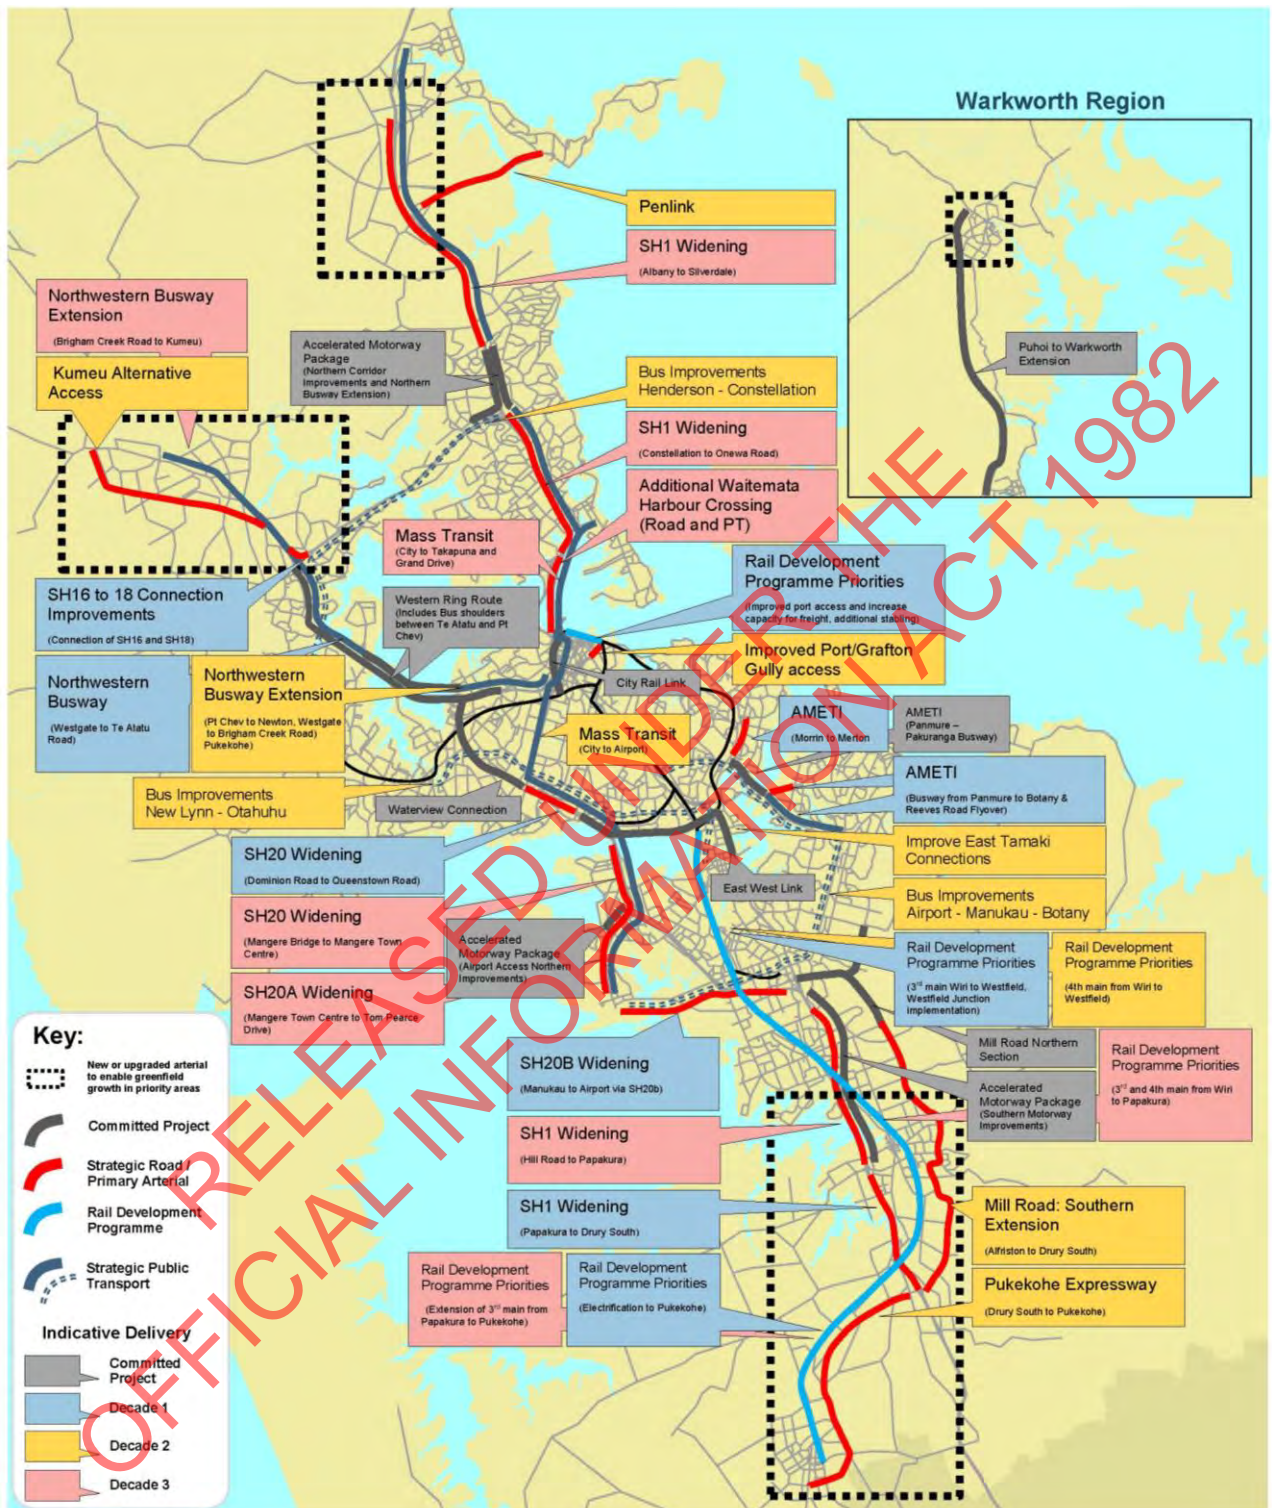 Warkworth Region
Penlink
SH1 Widening
(Albany to Silverdale)
Northwestern Busway
Extension
(Brigham Creek Road to Kumeu)
Kumeu Alternative
Access
Accelerated Motorway
Package
(Northern Corridor
Improvements and Northern
Busway Extension)
Puhoi to Warkworth
Extension
Bus Improvements
Henderson - Constellation
SH1 Widening
(Constellation to Onewa Road)
Additional Waitemata
Harbour Crossing
(Road and PT)
Mass Transit
(City to Takapuna and
Grand Drive)
Rail Development
Programme Priorities
(Improved port access and increase
capacity for freight, additional stabling)
SH16 to 18 Connection
Improvements
(Connection of SH16 and SH18)
Western Ring Route
(Includes Bus shoulders
between Te Atatu and Pt
Chev)
Improved Port/Grafton
Gully access
Northwestern
Busway
(Westgate to Te Atatu
Road)
Northwestern
Busway Extension
(Pt Chev to Newton, Westgate
to Brigham Creek Road)
Pukekohe)
City Rail Link
Mass Transit
(City to Airport)
AMETI
(Morrin to Merton
AMETI
(Panmure –
Pakuranga Busway)
AMETI
(Busway from Panmure to Botany &
Reeves Road Flyover)
Bus Improvements
New Lynn - Otahuhu
Waterview Connection
Improve East Tamaki
Connections
SH20 Widening
(Dominion Road to Queenstown Road)
East West Link
Bus Improvements
Airport - Manukau - Botany
SH20 Widening
(Mangere Bridge to Mangere Town
Centre)
Accelerated
Motorway Package
(Airport Access Northern
Improvements)
Rail Development
Programme Priorities
(3rd main Wiri to Westfield,
Westfield Junction
implementation)
Rail Development
Programme Priorities
(4th main from Wiri to
Westfield)
SH20A Widening
(Mangere Town Centre to Tom Pearce
Drive)
Mill Road Northern
Section
Rail Development
Programme Priorities
(3rd and 4th main from Wiri
to Papakura)
SH20B Widening
(Manukau to Airport via SH20b)
Accelerated
Motorway Package
(Southern Motorway
Improvements)
SH1 Widening
(Hill Road to Papakura)
SH1 Widening
(Papakura to Drury South)
Mill Road: Southern
Extension
(Alfriston to Drury South)
Rail Development
Programme Priorities
(Extension of 3rd main from
Papakura to Pukekohe)
Rail Development
Programme Priorities
(Electrification to Pukekohe)
Pukekohe Expressway
(Drury South to Pukekohe)
Key:
New or upgraded arterial
to enable greenfield
growth in priority areas
Committed Project
Strategic Road /
Primary Arterial
Rail Development
Programme
Strategic Public
Transport
Indicative Delivery
Committed
Project
Decade 1
Decade 2
Decade 3
RELEASED UNDER THE
OFFICIAL INFORMATION ACT 1982